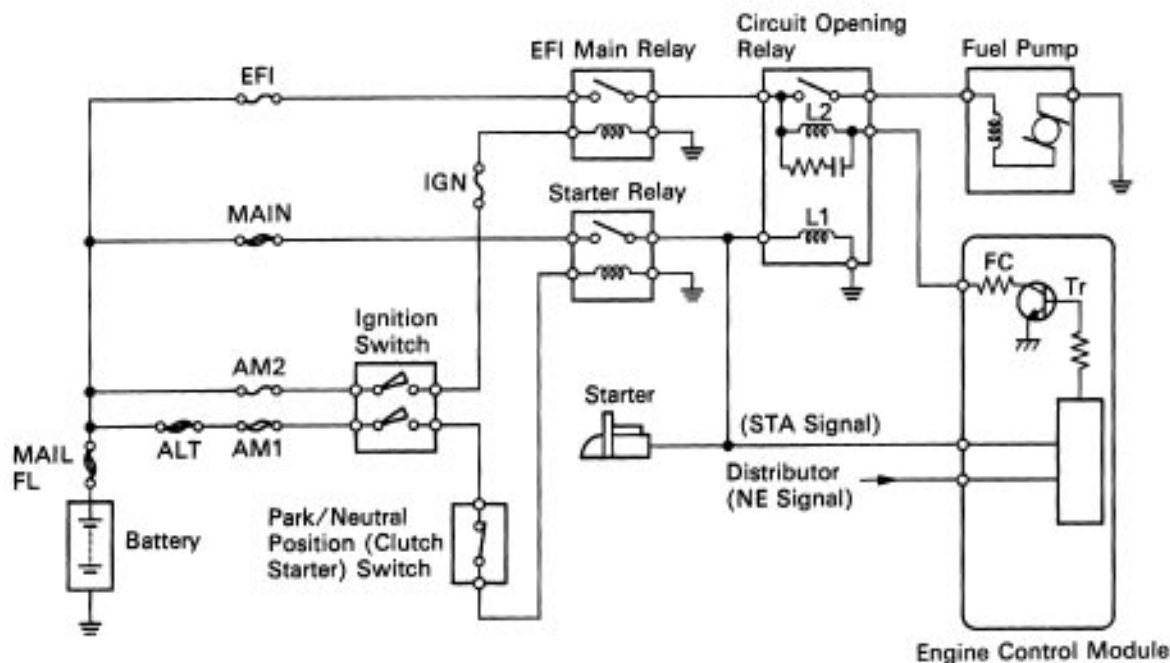 Circuit Opening
Relay
EFI Main Relay
Fuel Pump
EFI
L2
IGN
Starter Relay
MAIN
L1
FC
Tr
Ignition
Switch
AM2
Starter
(STA Signal)
ALT
AM1
MAIL
FL
Distributor
(NE Signal)
Battery
Park/Neutral
Position (Clutch
Starter) Switch
Engine Control Module